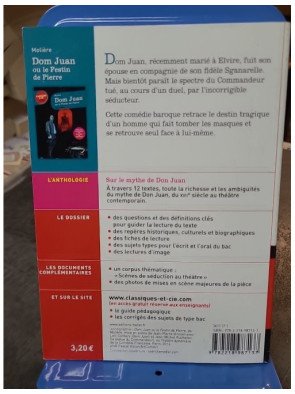 Molière
Dom Juan
ou le Festin
de Pierre
Dom Juan
Dom Juan, récemment marié à Elvire, fuit son
épouse en compagnie de son fidèle Sganarelle.
Mais bientôt paraît le spectre du Commandeur
tué, au cours d'un duel, par l'incorrigible
séducteur.
Cette comédie baroque retrace le destin tragique
d'un homme qui fait tomber les masques et
se retrouve seul face à lui-même.
L'ANTHOLOGIE
Sur le mythe de Dom Juan
À travers 12 textes, toute la richesse et les ambiguïtés
du mythe de Dom Juan, du XVIIe siècle au théâtre
contemporain.
LE DOSSIER
• des questions et des définitions clés
pour guider la lecture du texte
• des repères historiques, culturels et biographiques
• des fiches de lecture
• des sujets types pour l'écrit et l'oral du bac
• des lectures d'image
LES DOCUMENTS
COMPLÉMENTAIRES
• un corpus thématique :
« Scènes de séduction au théâtre »
• des photos de mises en scène majeures de la pièce
ET SUR LE SITE
www.classiques-et-cie.com
(en accès gratuit réservé aux enseignants)
• le guide pédagogique
• les corrigés des sujets de type bac
3,20 €